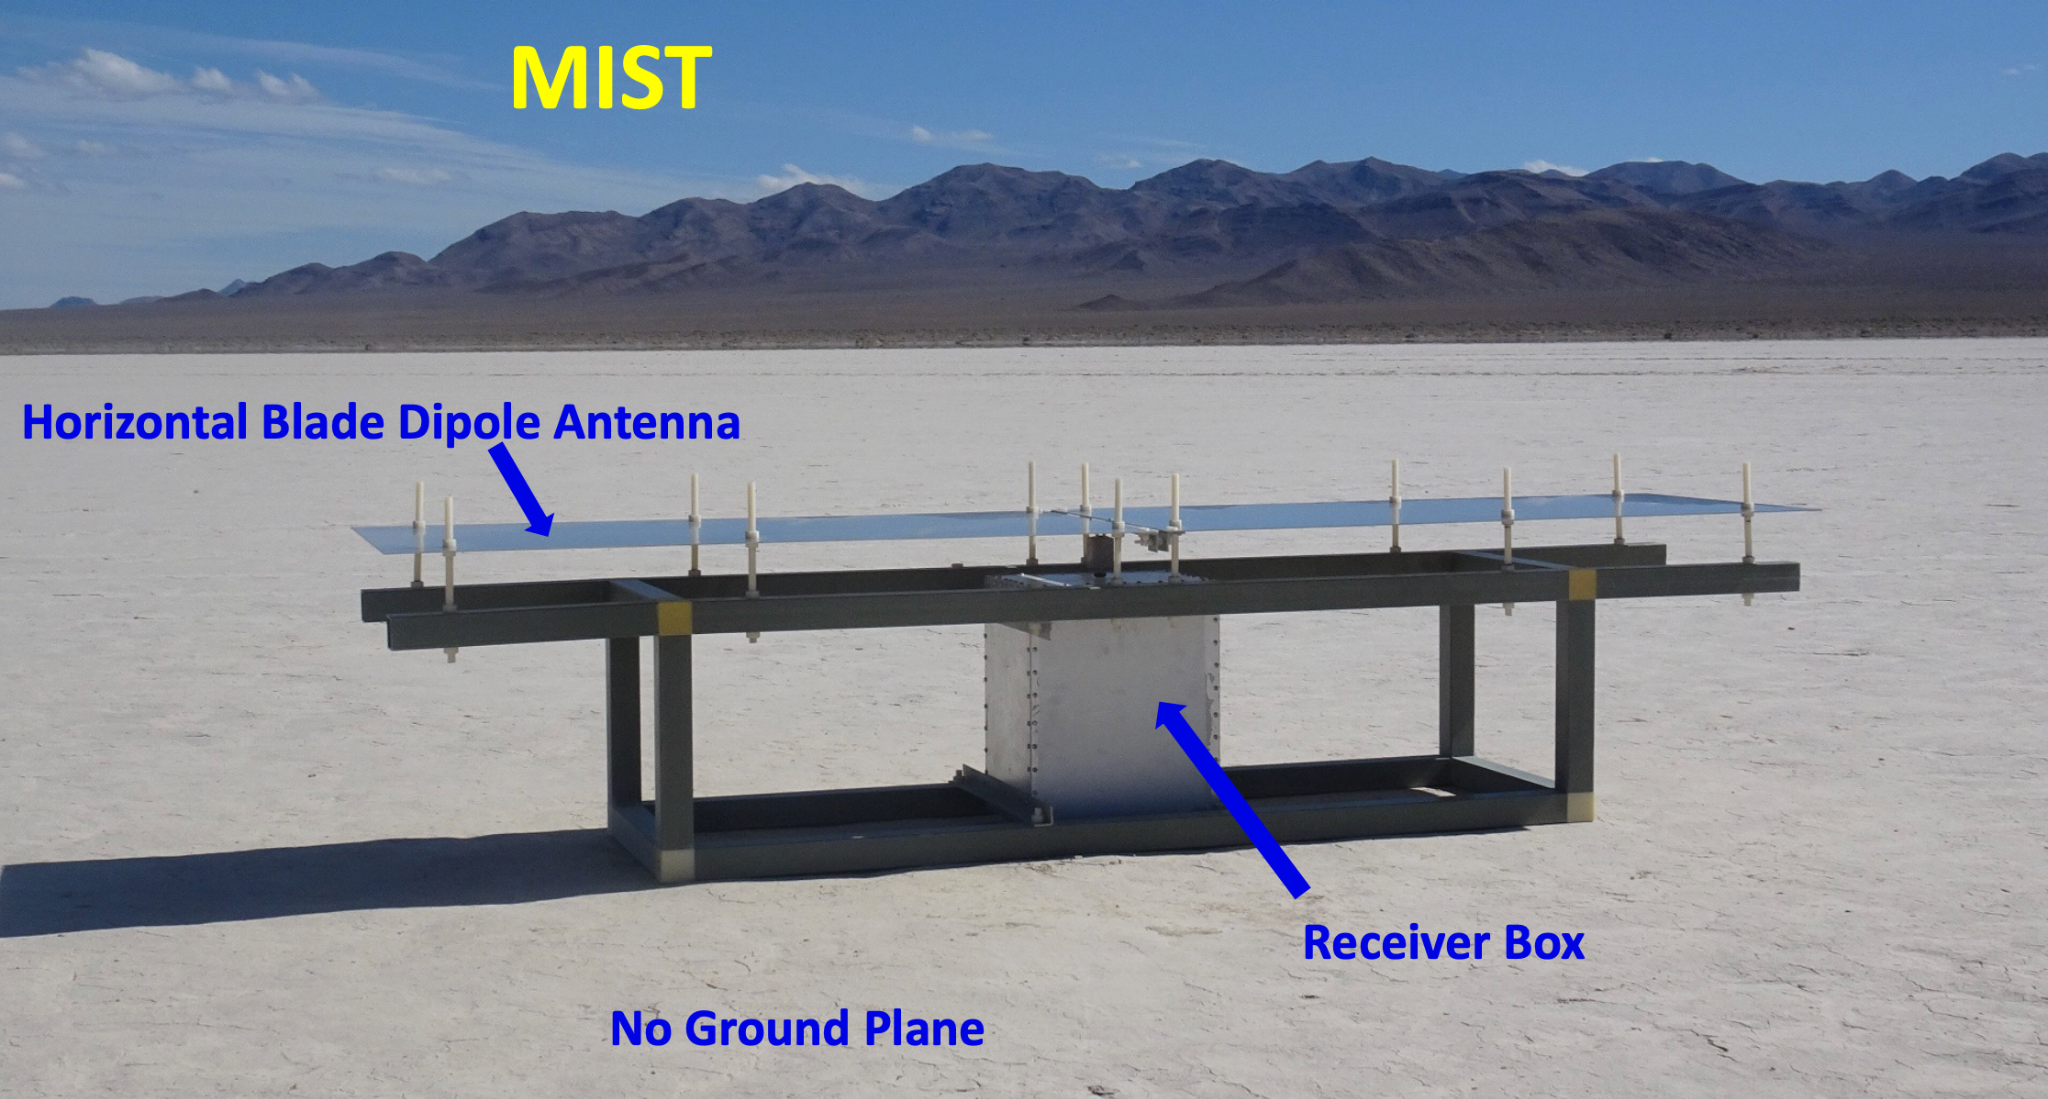 MIST
Horizontal Blade Dipole Antenna
Receiver Box
No Ground Plane